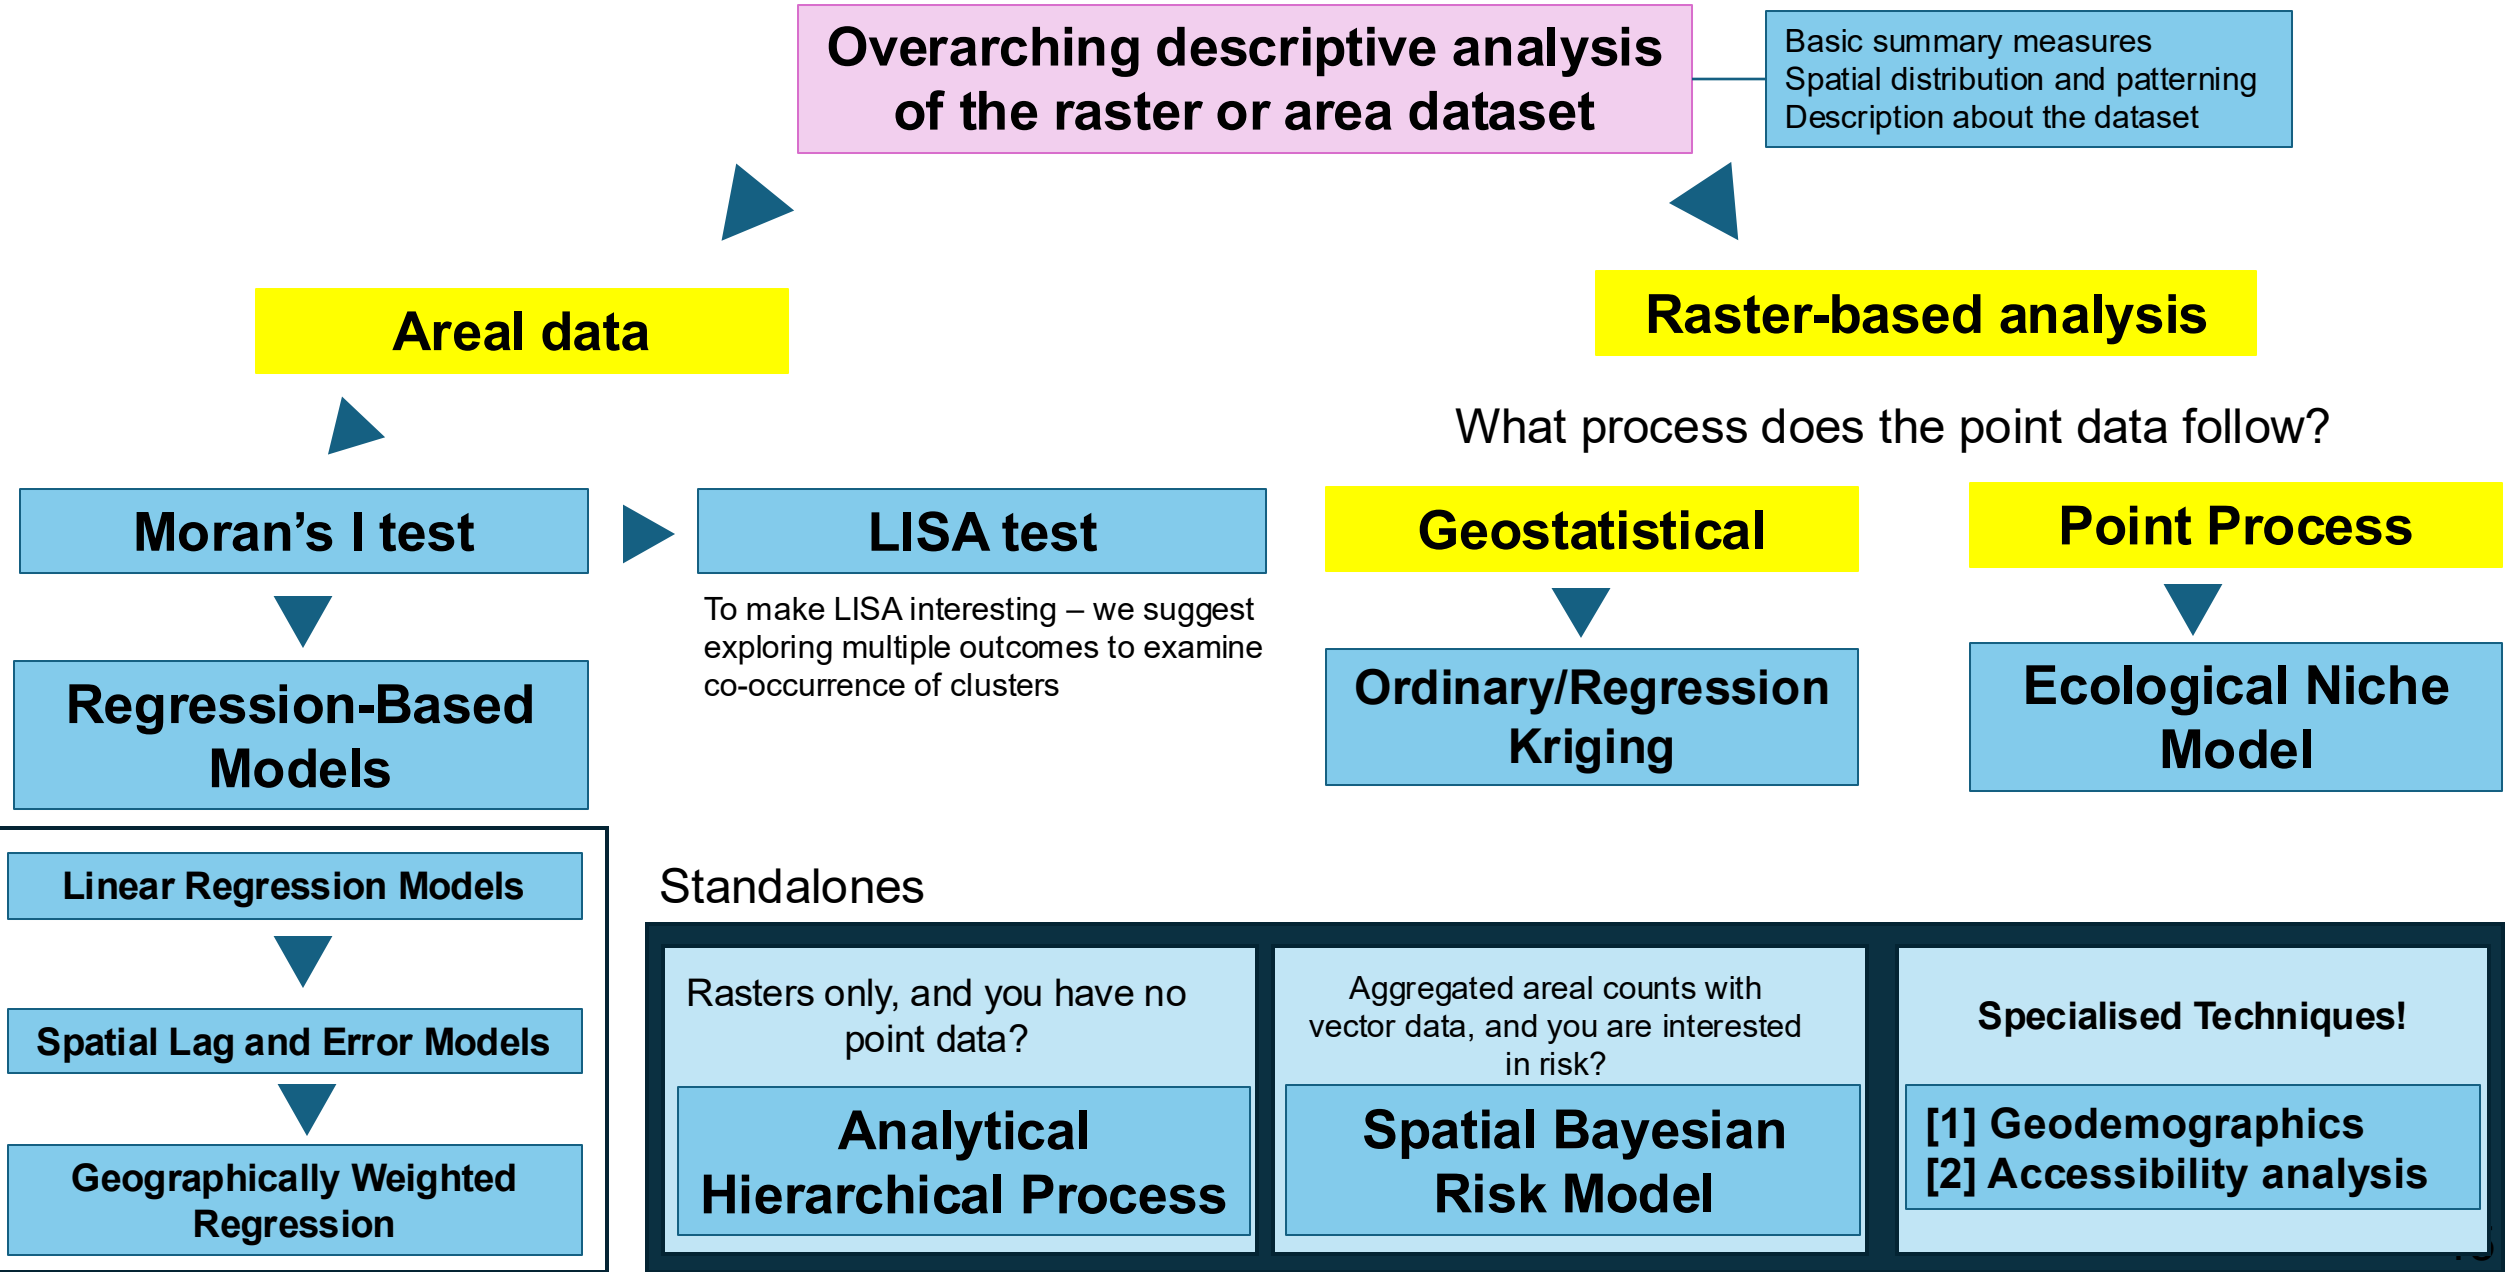 Overarching descriptive analysis
of the raster or area dataset
Basic summary measures
Spatial distribution and patterning
Description about the dataset
Areal data
Raster-based analysis
What process does the point data follow?
Moran’s I test
LISA test
Geostatistical
Point Process
To make LISA interesting – we suggest
exploring multiple outcomes to examine
co-occurrence of clusters
Regression-Based
Models
Ordinary/Regression
Kriging
Ecological Niche
Model
Linear Regression Models
Spatial Lag and Error Models
Geographically Weighted
Regression
Standalones
Rasters only, and you have no
point data?
Analytical
Hierarchical Process
Aggregated areal counts with
vector data, and you are interested
in risk?
Spatial Bayesian
Risk Model
Specialised Techniques!
[1] Geodemographics
[2] Accessibility analysis